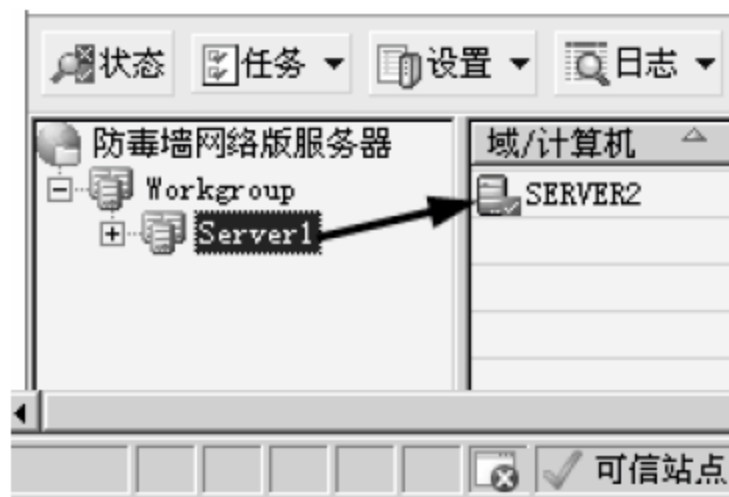 状态 任务 设置 日志
防毒墙网络版服务器
Workgroup
Server1
域/计算机
SERVER2
可信站点